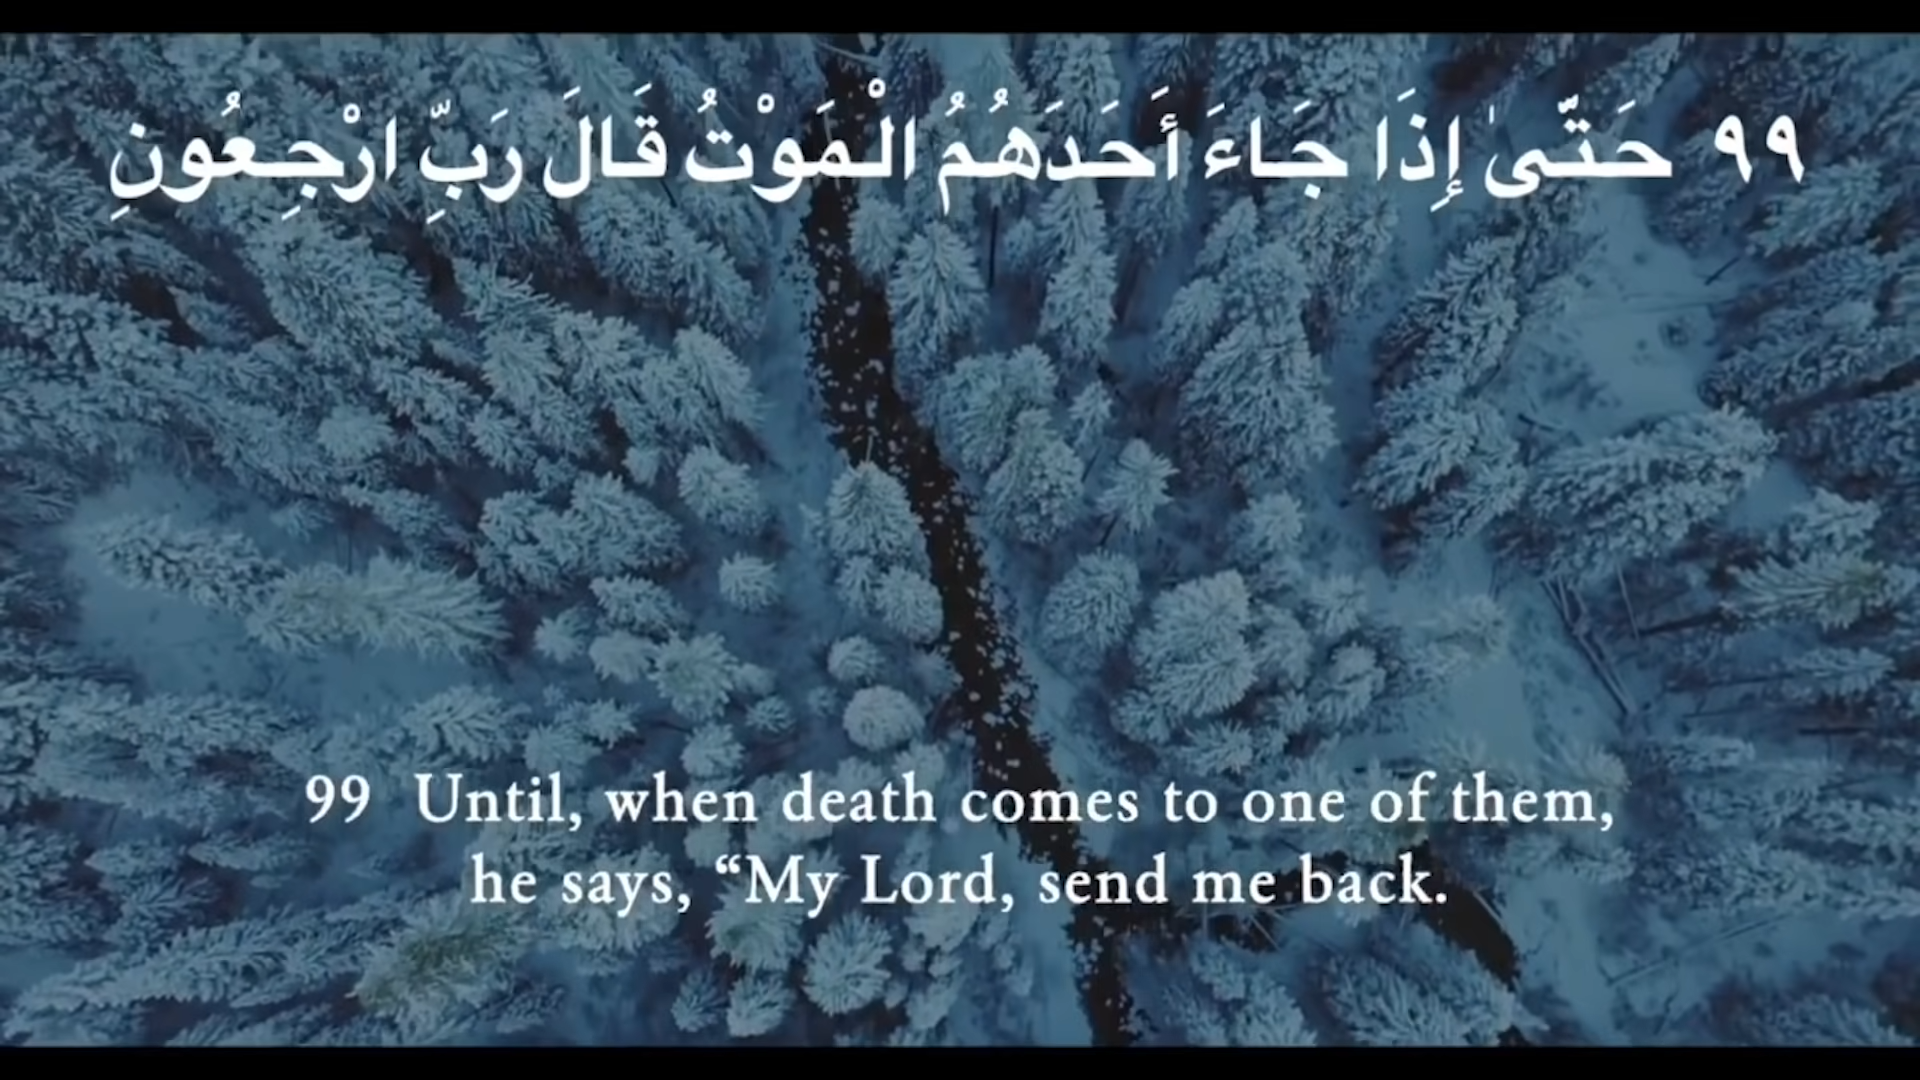 ٩٩ حَتَّىٰ إِذَا جَاءَ أَحَدَهُمُ الْمَوْتُ قَالَ رَبِّ ارْجِعُونِ
99 Until, when death comes to one of them,
he says, “My Lord, send me back.